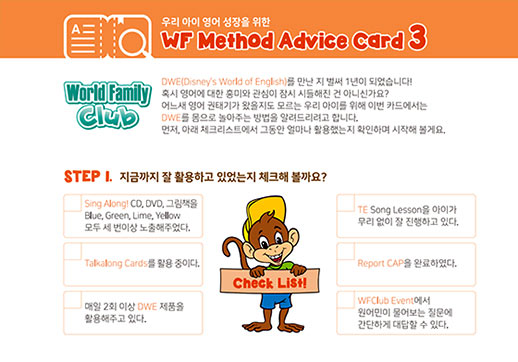 우리 아이 영어 성장을 위한
WF Method Advice Card 3
World Family
Club
DWE(Disney's World of English)를 만난 지 벌써 1년이 되었습니다!
혹시 영어에 대한 흥미와 관심이 잠시 시들해진 건 아니신가요?
어느새 영어 권태기가 왔을지도 모르는 우리 아이를 위해 이번 카드에서는
DWE를 몸으로 놀아주는 방법을 알려드리려고 합니다.
먼저, 아래 체크리스트에서 그동안 얼마나 활용했는지 확인하며 시작해 볼게요.
STEP 1. 지금까지 잘 활용하고 있었는지 체크해 볼까요?
Sing Along! CD, DVD, 그림책을
Blue, Green, Lime, Yellow
모두 세 번이상 노출해주었다.
Talkalong Cards를 활용 중이다.
매일 2회 이상 DWE 제품을
활용해주고 있다.
Check List!
TE Song Lesson을 아이가
무리 없이 잘 진행하고 있다.
Report CAP을 완료하였다.
WFClub Event에서
원어민이 물어보는 질문에
간단하게 대답할 수 있다.